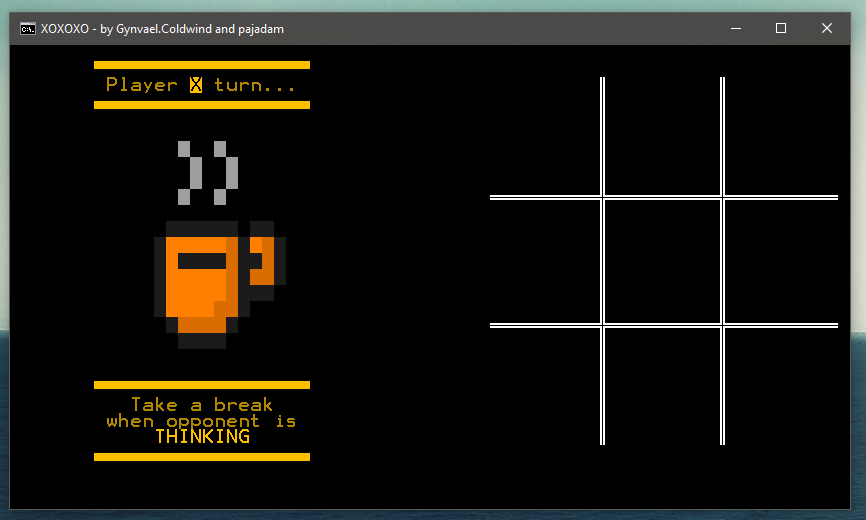 XOXOXO - by Gynvael.Coldwind and pajadam
Player X turn...
Take a break
when opponent is
THINKING